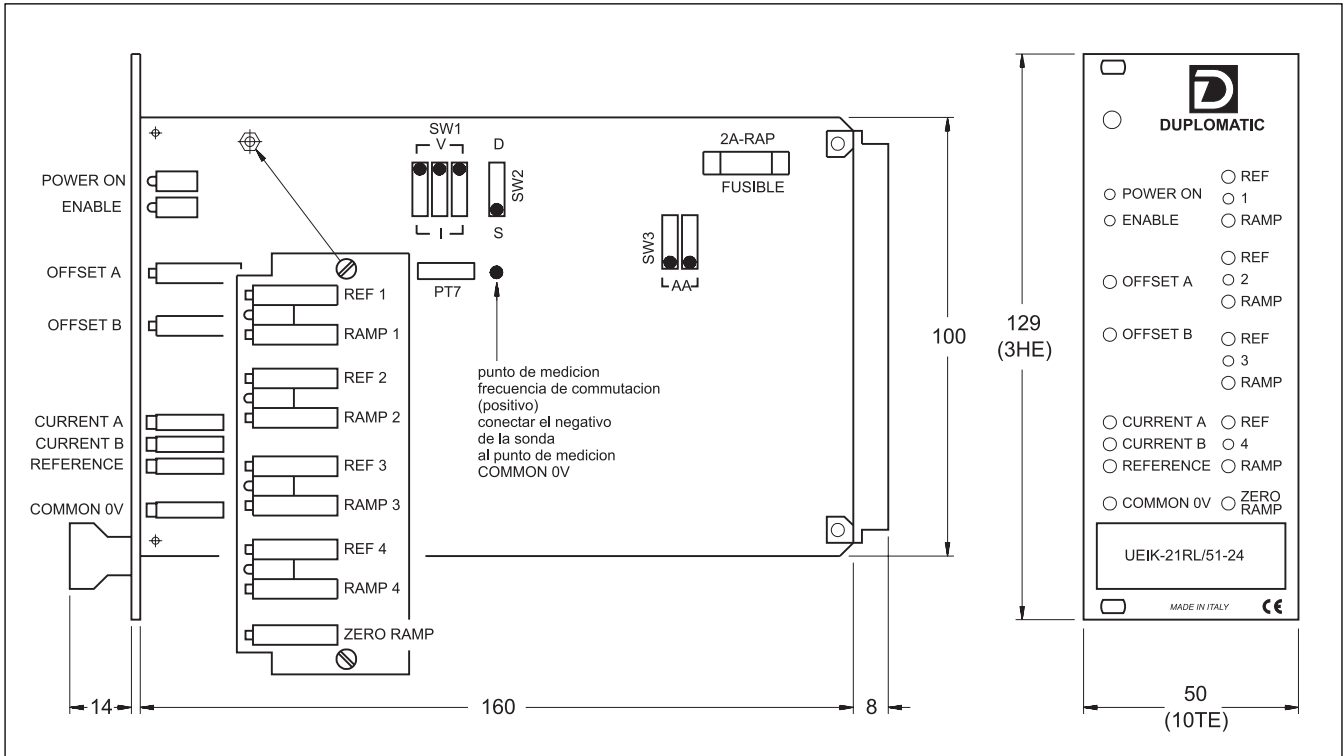 POWER ON
ENABLE
OFFSET A
OFFSET B
CURRENT A
CURRENT B
REFERENCE
COMMON 0V
SW1
V
I
D
SW2
S
PT7
2A-RAP
FUSIBLE
SW3
AA
REF 1
RAMP 1
REF 2
RAMP 2
REF 3
RAMP 3
REF 4
RAMP 4
ZERO RAMP
punto de medicion
frecuencia de commutacion
(positivo)
conectar el negativo
de la sonda
al punto de medicion
COMMON 0V
14
160
8
100
129
(3HE)
D
DUPLOMATIC
POWER ON
ENABLE
OFFSET A
OFFSET B
CURRENT A
CURRENT B
REFERENCE
COMMON 0V
REF
1
RAMP
REF
2
RAMP
REF
3
RAMP
REF
4
RAMP
ZERO
RAMP
UEIK-21RL/51-24
MADE IN ITALY
CE
50
(10TE)